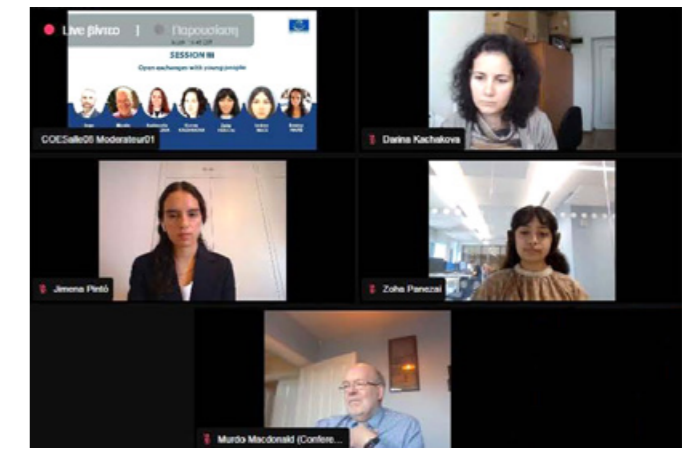 Live βίντεο | Παρουσίαση
SESSION III
Open exchanges with young people
COESalle08 Moderateur01
Darina Kachakova
Jimena Pintó
Zoha Panezai
Murdo Macdonald (Confere...